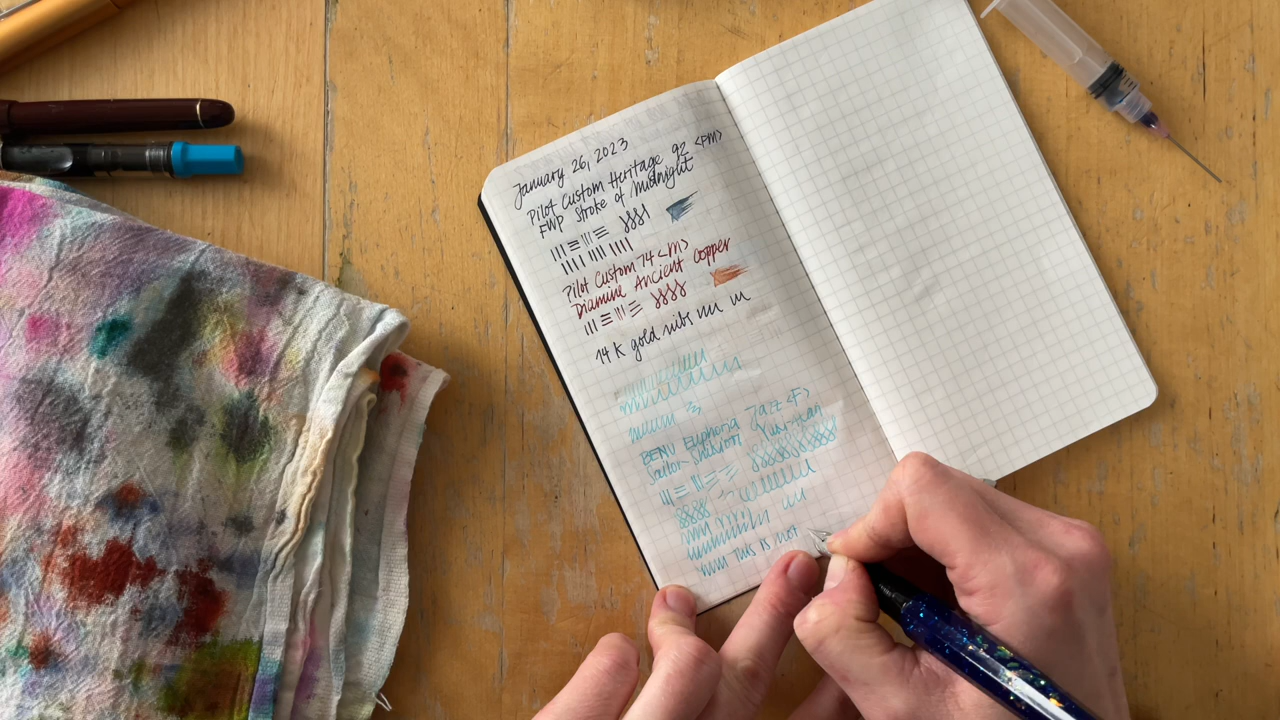 January 26, 2023
Pilot Custom Heritage 92 <FM>
FWP Stroke of Midnight
Pilot Custom 74 <M>
Diamine Ancient Copper
14 K gold nibs
BENU Euphoria Jazz <F>
Sailor Shikiori Yuki-akari
This is not